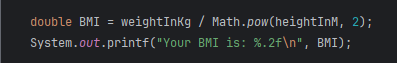 double BMI = weightInKg / Math.pow(heightInM, 2);
System.out.printf("Your BMI is: %.2f\n", BMI);